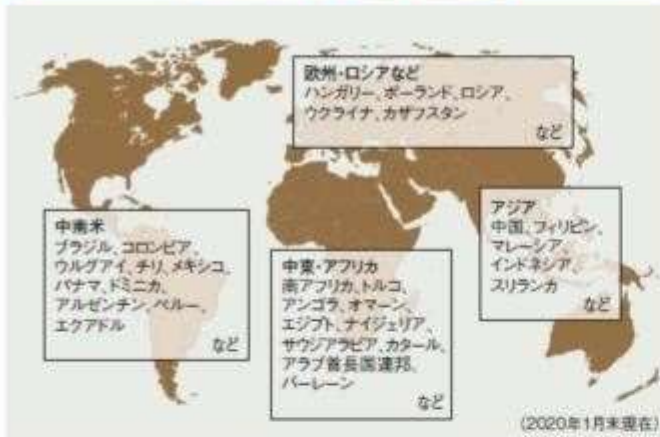 欧州・ロシアなど
ハンガリー、ポーランド、ロシア、
ウクライナ、カザフスタン
など
中南米
ブラジル、コロンビア、
ウルグアイ、チリ、メキシコ、
パナマ、ドミニカ、
アルゼンチン、ペルー、
エクアドル
など
中東・アフリカ
南アフリカ、トルコ、
アンゴラ、オマーン、
エジプト、ナイジェリア、
サウジアラビア、カタール、
アラブ首長国連邦、
バーレーン
など
アジア
中国、フィリピン、
マレーシア、
インドネシア、
スリランカ
など
(2020年1月末現在)